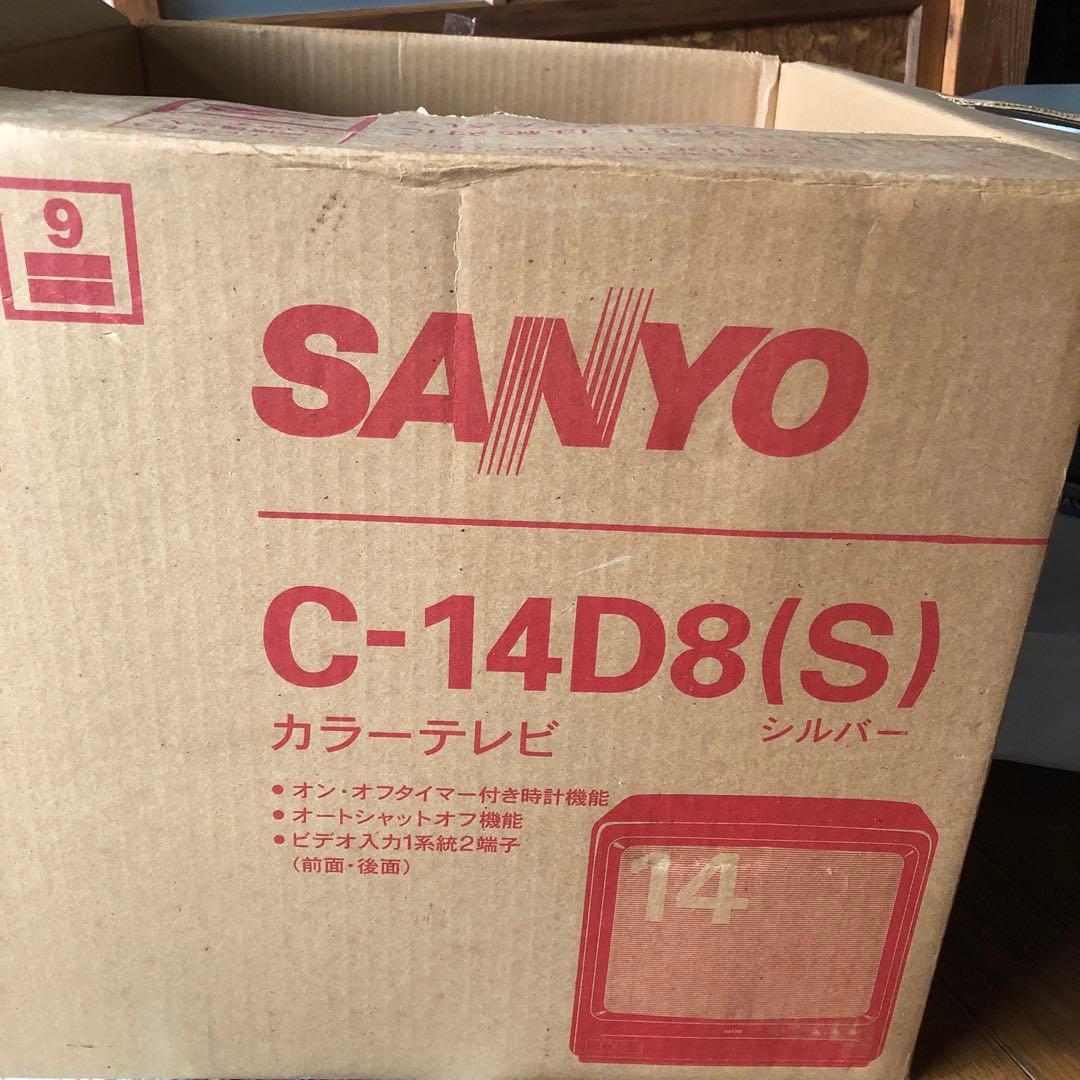 9
SANYO
C-14D8(S)
カラーテレビ シルバー
● オン・オフタイマー付き時計機能
● オートシャットオフ機能
● ビデオ入力1系統2端子
(前面・後面)
14
SANYO